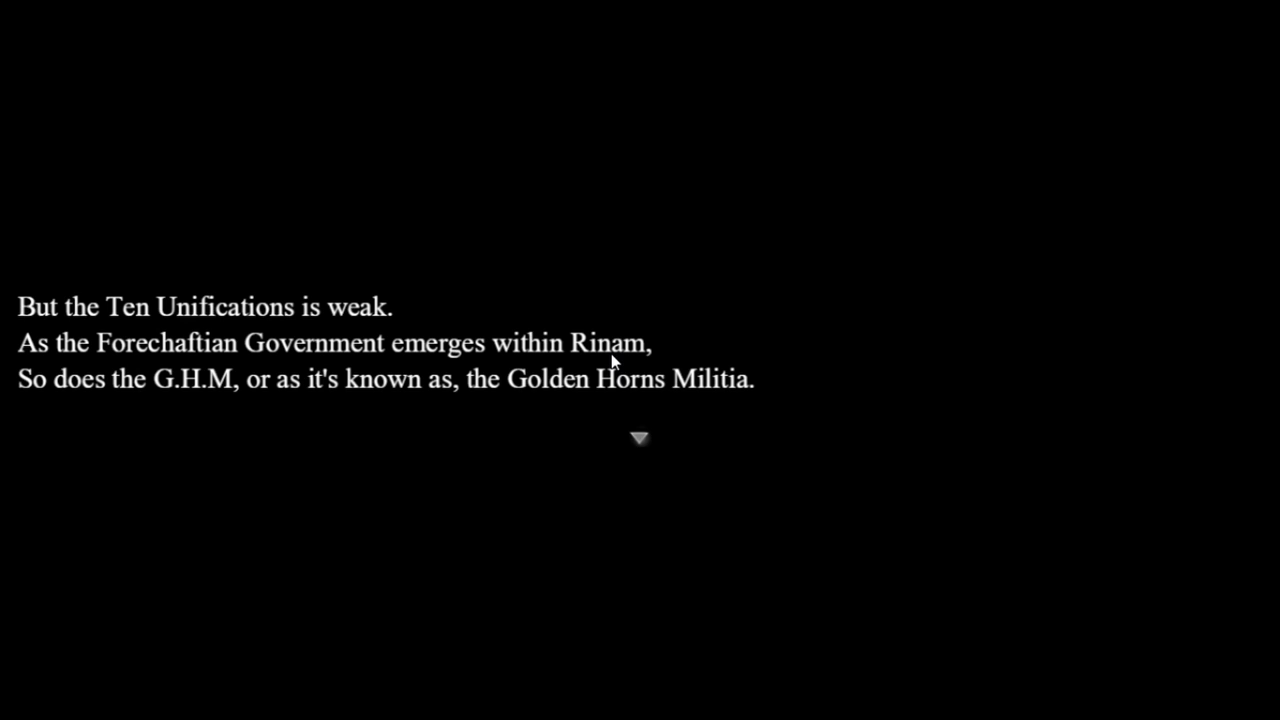 But the Ten Unifications is weak.
As the Forechaftian Government emerges within Rinam,
So does the G.H.M, or as it's known as, the Golden Horns Militia.